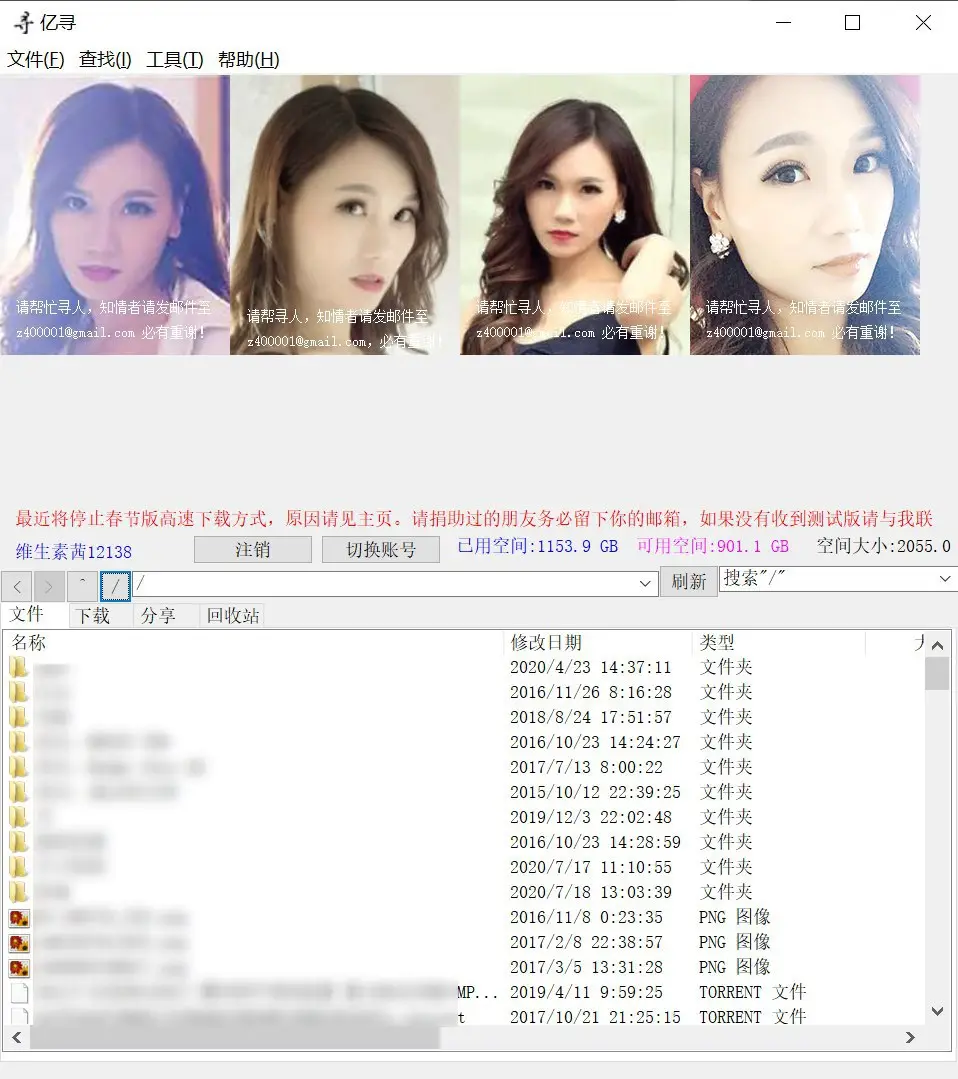 寻 亿寻
文件(F) 查找(I) 工具(T) 帮助(H)
请帮忙寻人，知情者请发邮件至
z400001@gmail.com 必有重谢！
请帮寻人，知情者请发邮件至
z400001@gmail.com，必有重谢！
请帮忙寻人，知情者请发邮件至
z400001@gmail.com 必有重谢！
请帮忙寻人，知情者请发邮件至
z400001@gmail.com 必有重谢！
最近将停止春节版高速下载方式，原因请见主页。请捐助过的朋友务必留下你的邮箱，如果没有收到测试版请与我联
维生素茜12138 注销 切换账号 已用空间:1153.9 GB 可用空间:901.1 GB 空间大小:2055.0
< > ^ / / 刷新 搜索"/"
文件 下载 分享 回收站
名称 修改日期 类型
2020/4/23 14:37:11 文件夹
2016/11/26 8:16:28 文件夹
2018/8/24 17:51:57 文件夹
2016/10/23 14:24:27 文件夹
2017/7/13 8:00:22 文件夹
2015/10/12 22:39:25 文件夹
2019/12/3 22:02:48 文件夹
2016/10/23 14:28:59 文件夹
2020/7/17 11:10:55 文件夹
2020/7/18 13:03:39 文件夹
2016/11/8 0:23:35 PNG 图像
2017/2/8 22:38:57 PNG 图像
2017/3/5 13:31:28 PNG 图像
MP... 2019/4/11 9:59:25 TORRENT 文件
t 2017/10/21 21:25:15 TORRENT 文件